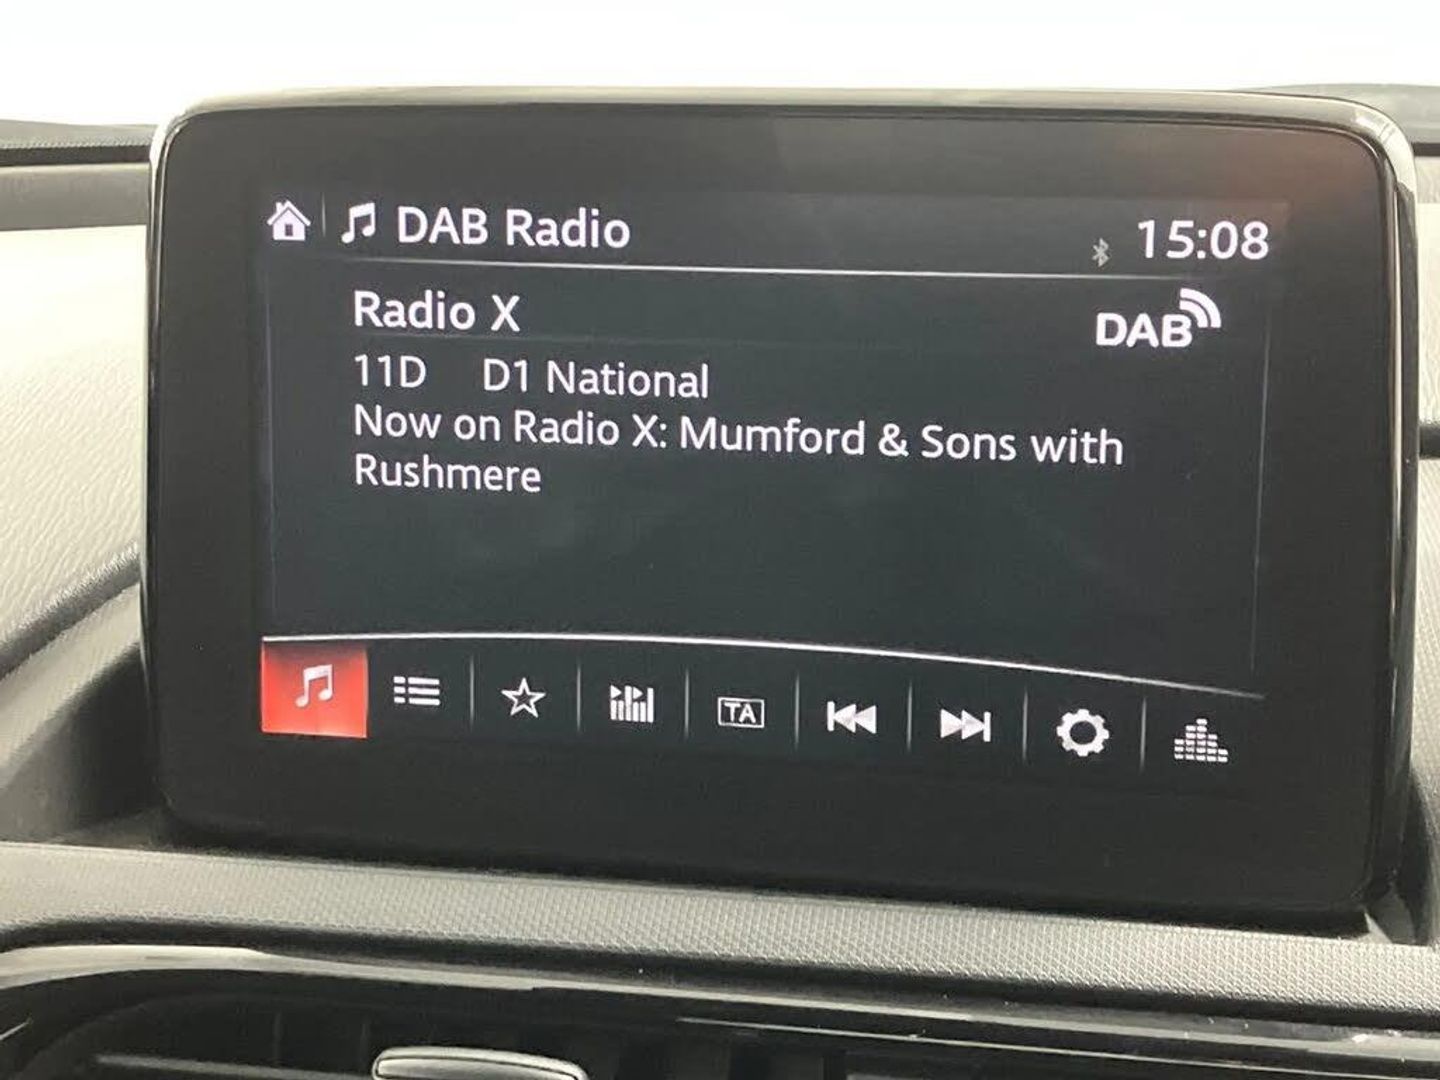 DAB Radio
15:08
Radio X
DAB
11D D1 National
Now on Radio X: Mumford & Sons with
Rushmere
TA